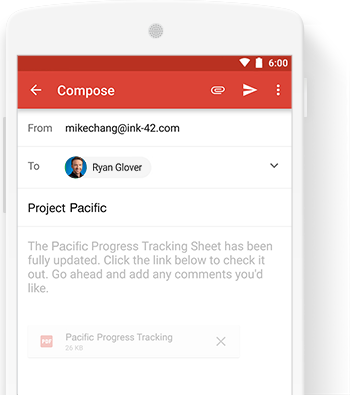 6:00
Compose
From mikechang@ink-42.com
To Ryan Glover
Project Pacific
The Pacific Progress Tracking Sheet has been
fully updated. Click the link below to check it
out. Go ahead and add any comments you'd
like.
PDF
Pacific Progress Tracking
26 KB